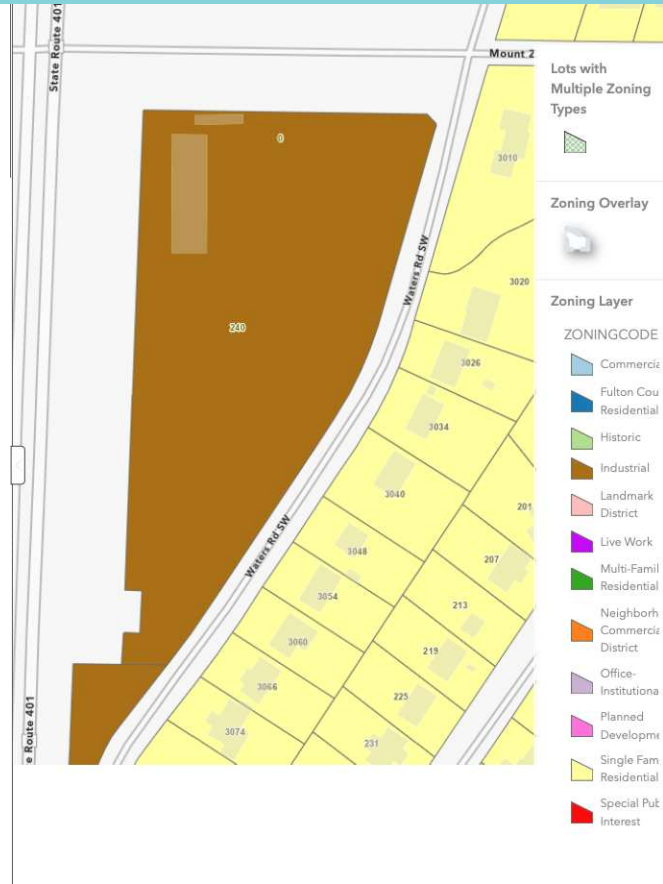 State Route 401
Mount Z
Waters Rd SW
Waters Rd SW
e Route 401
0
240
3010
3020
3026
3034
3040
3048
3054
3060
3066
3074
201
207
213
219
225
231
Lots with
Multiple Zoning
Types
Zoning Overlay
Zoning Layer
ZONINGCODE
Commercia
Fulton Cou
Residential
Historic
Industrial
Landmark
District
Live Work
Multi-Famil
Residential
Neighborh
Commercia
District
Office-
Institutiona
Planned
Developme
Single Fam
Residential
Special Pub
Interest